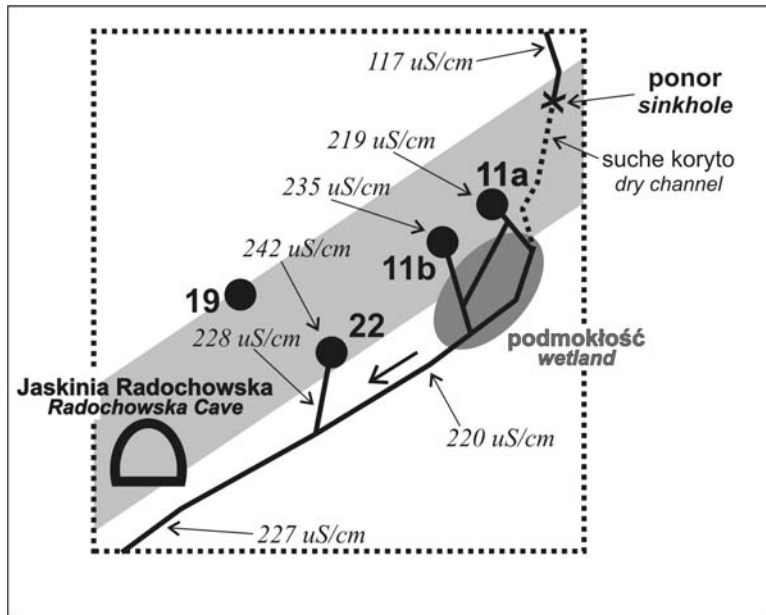 117 uS/cm
ponor
sinkhole
219 uS/cm
11a
suche koryto
dry channel
235 uS/cm
11b
242 uS/cm
19
22
228 uS/cm
podmokłość
wetland
Jaskinia Radochowska
Radochowska Cave
220 uS/cm
227 uS/cm